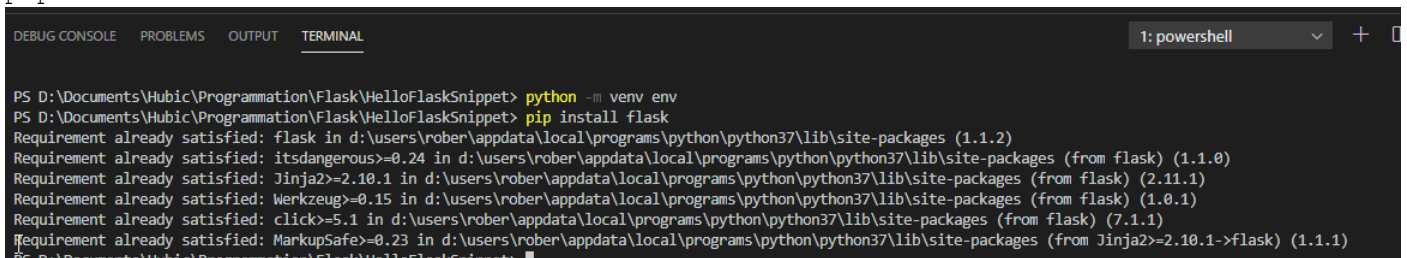 DEBUG CONSOLE PROBLEMS OUTPUT TERMINAL 1: powershell
PS D:\Documents\Hubic\Programmation\Flask\HelloFlaskSnippet> python -m venv env
PS D:\Documents\Hubic\Programmation\Flask\HelloFlaskSnippet> pip install flask
Requirement already satisfied: flask in d:\users\rober\appdata\local\programs\python\python37\lib\site-packages (1.1.2)
Requirement already satisfied: itsdangerous>=0.24 in d:\users\rober\appdata\local\programs\python\python37\lib\site-packages (from flask) (1.1.0)
Requirement already satisfied: Jinja2>=2.10.1 in d:\users\rober\appdata\local\programs\python\python37\lib\site-packages (from flask) (2.11.1)
Requirement already satisfied: Werkzeug>=0.15 in d:\users\rober\appdata\local\programs\python\python37\lib\site-packages (from flask) (1.0.1)
Requirement already satisfied: click>=5.1 in d:\users\rober\appdata\local\programs\python\python37\lib\site-packages (from flask) (7.1.1)
Requirement already satisfied: MarkupSafe>=0.23 in d:\users\rober\appdata\local\programs\python\python37\lib\site-packages (from Jinja2>=2.10.1->flask) (1.1.1)
PS D:\Documents\Hubic\Programmation\Flask\HelloFlaskSnippet>